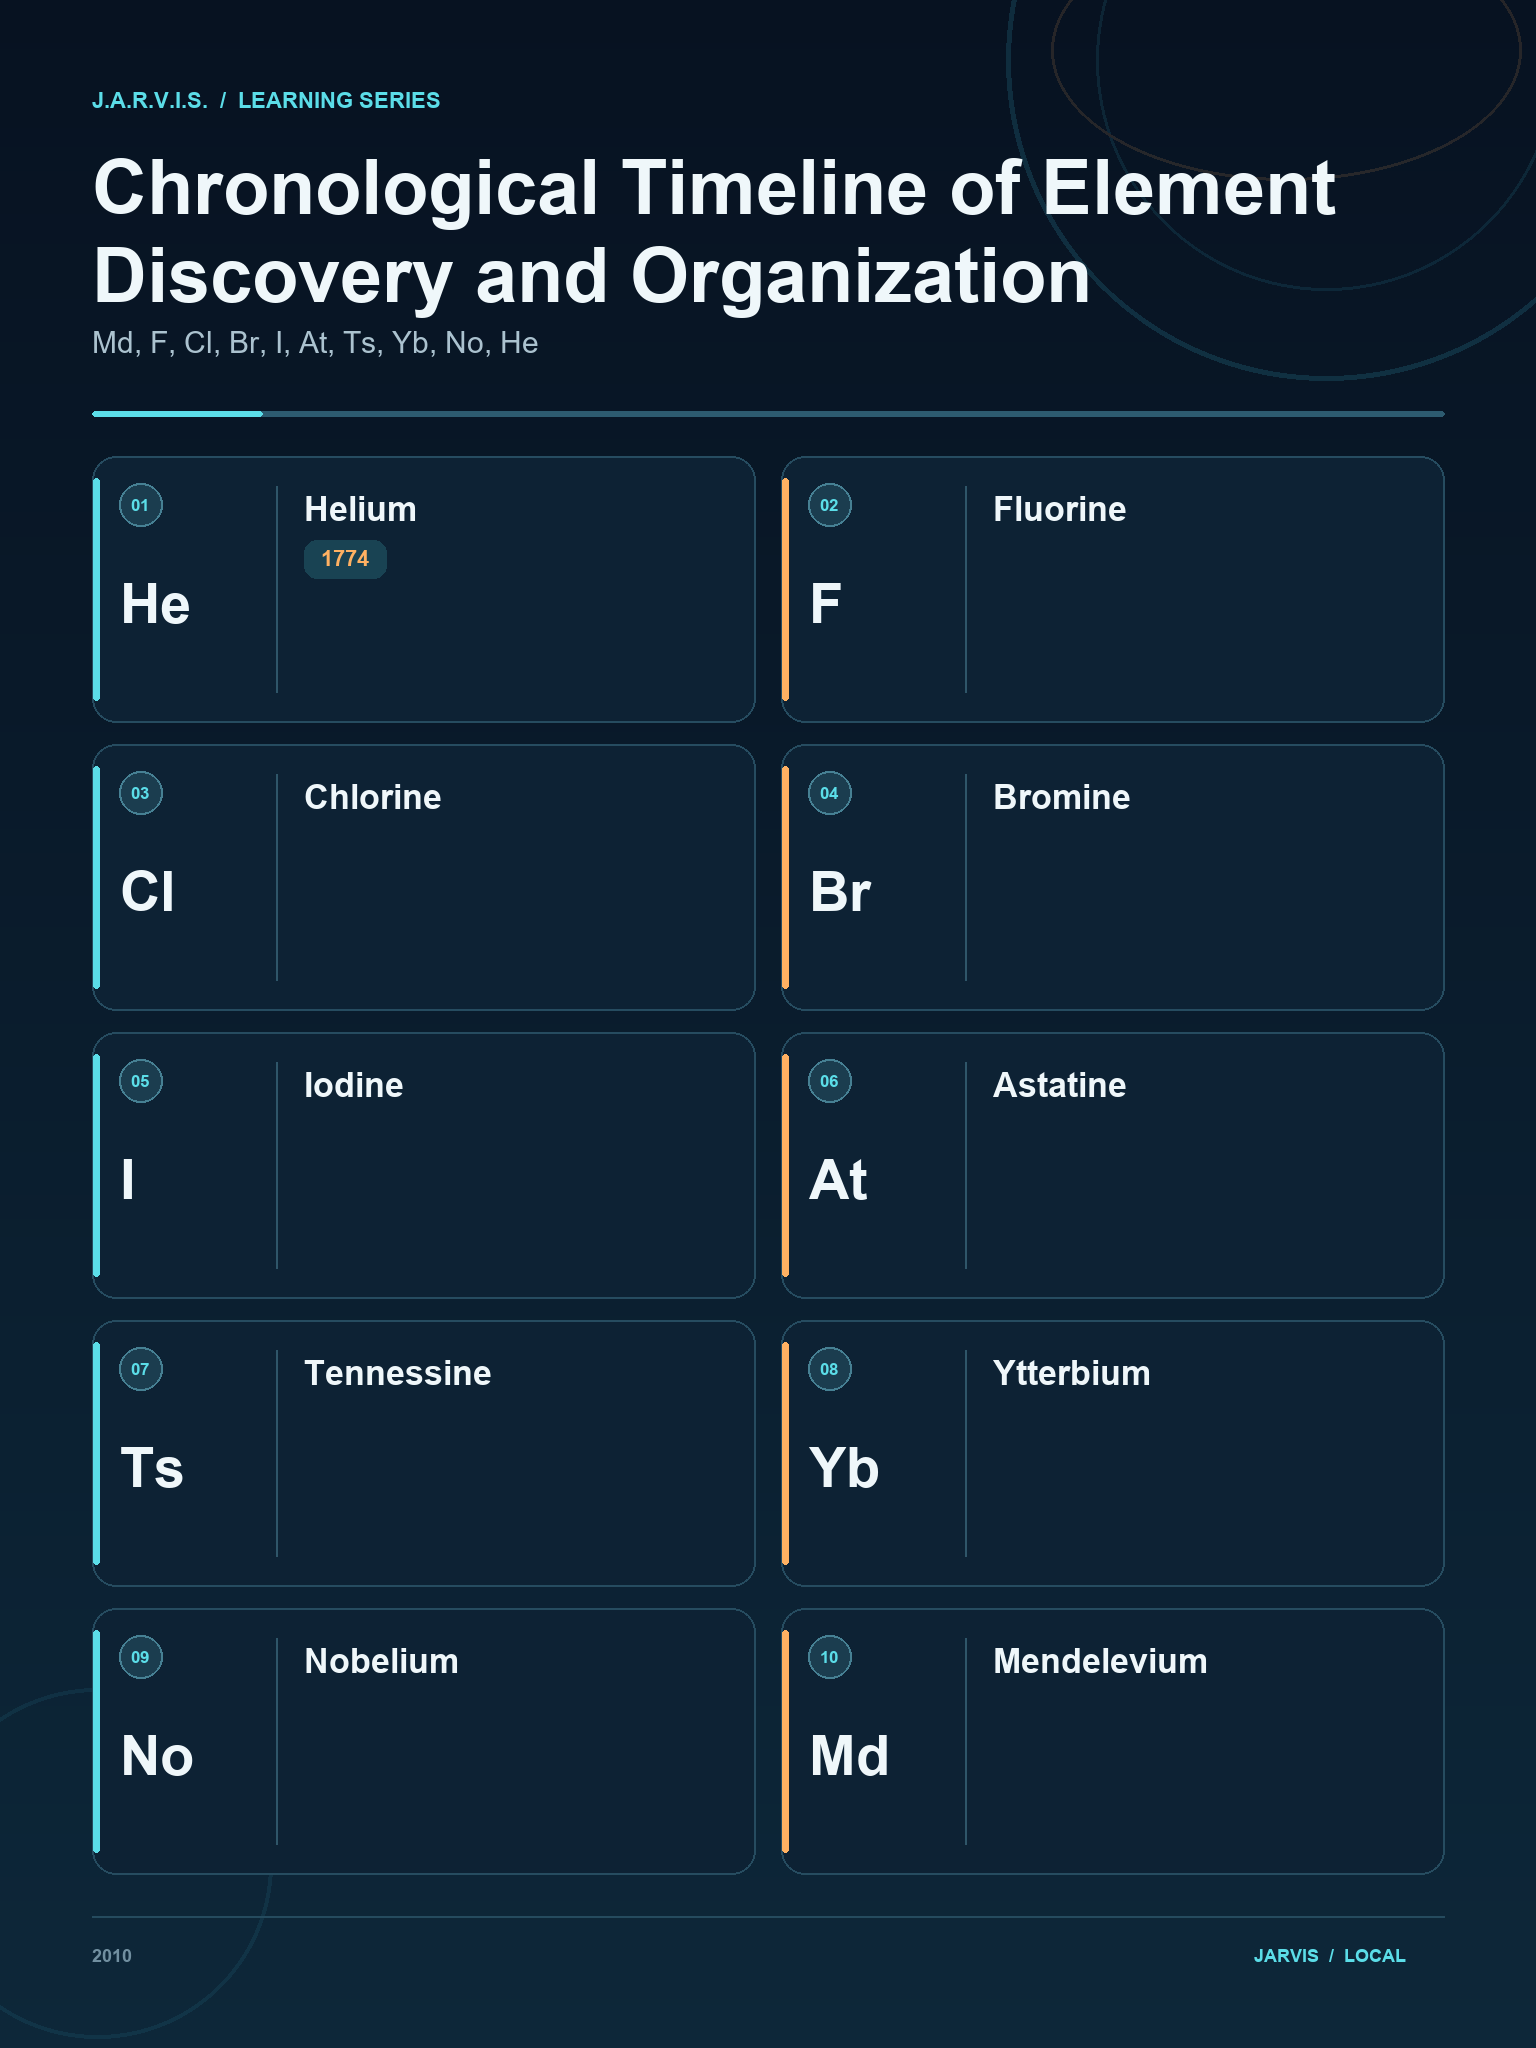 J.A.R.V.I.S. / LEARNING SERIES
Chronological Timeline of Element
Discovery and Organization
Md, F, Cl, Br, I, At, Ts, Yb, No, He
01
Helium
1774
He
02
Fluorine
F
03
Chlorine
Cl
04
Bromine
Br
05
Iodine
I
06
Astatine
At
07
Tennessine
Ts
08
Ytterbium
Yb
09
Nobelium
No
10
Mendelevium
Md
2010
JARVIS / LOCAL